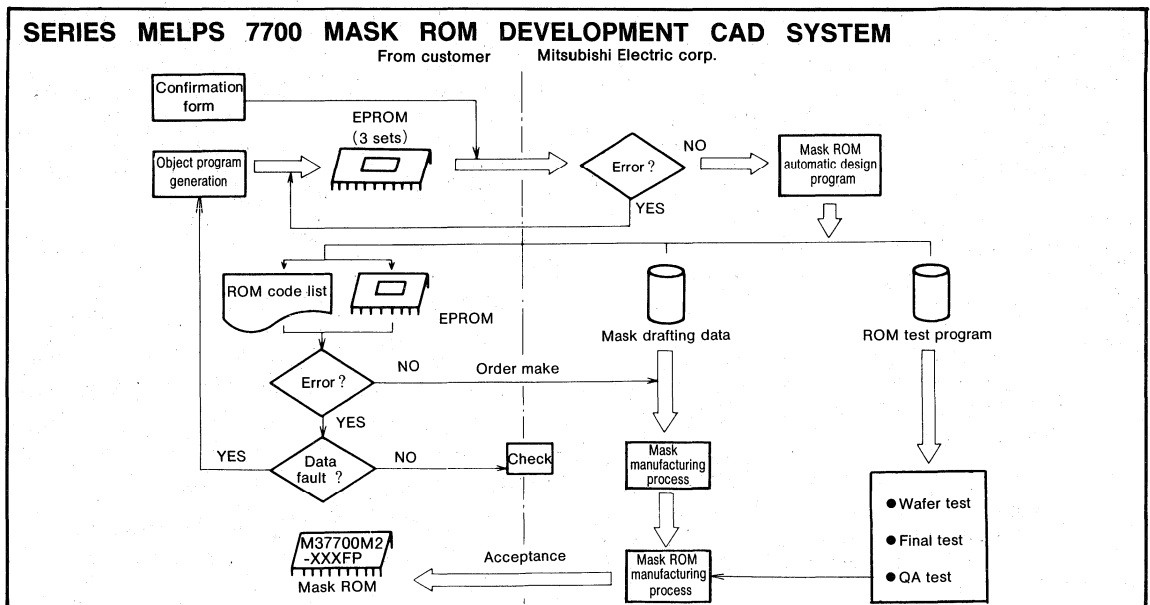 SERIES MELPS 7700 MASK ROM DEVELOPMENT CAD SYSTEM
From customer
Mitsubishi Electric corp.
Confirmation
form
EPROM
(3 sets)
Object program
generation
Error?
NO
YES
Mask ROM
automatic design
program
ROM code list
EPROM
Mask drafting data
ROM test program
Error?
NO
Order make
YES
Data
fault ?
YES
NO
Check
Mask
manufacturing
process
● Wafer test
● Final test
● QA test
M37700M2
-XXXFP
Mask ROM
Acceptance
Mask ROM
manufacturing
process